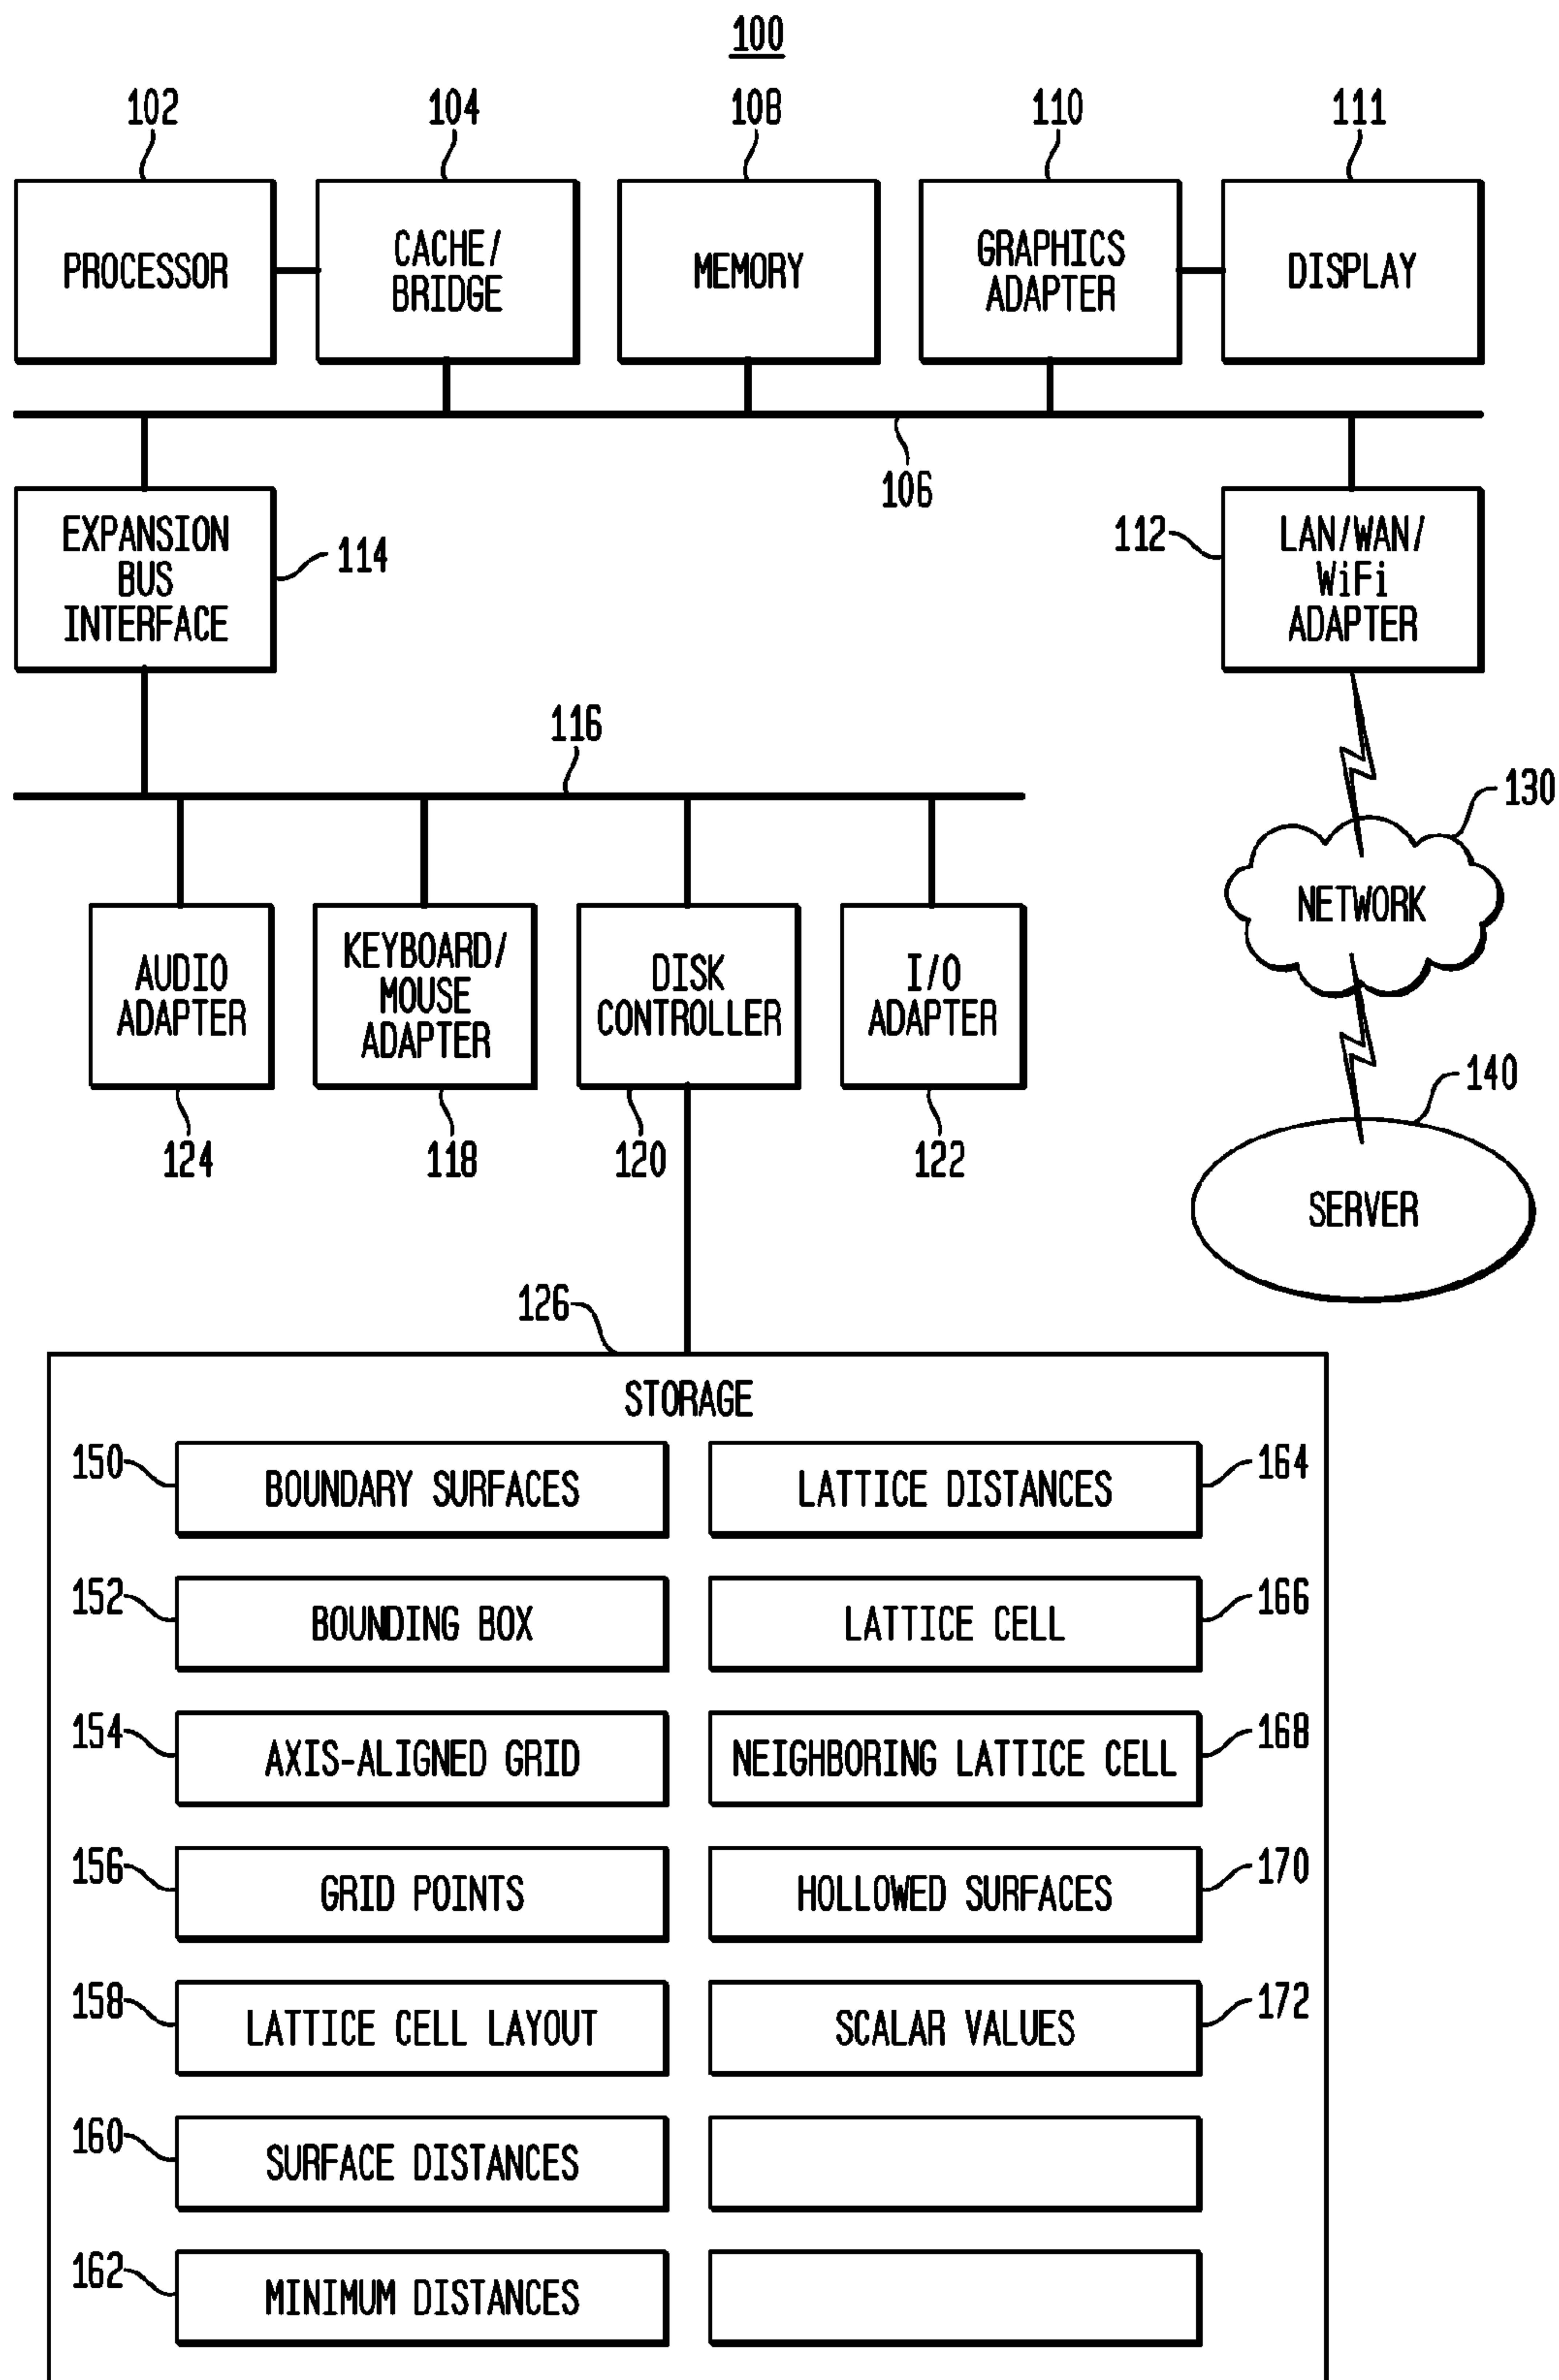 100
102
104
108
110
111
PROCESSOR
CACHE/
BRIDGE
MEMORY
GRAPHICS
ADAPTER
DISPLAY
106
EXPANSION
BUS
INTERFACE
114
112
LAN/WAN/
WiFi
ADAPTER
116
130
NETWORK
AUDIO
ADAPTER
KEYBOARD/
MOUSE
ADAPTER
DISK
CONTROLLER
I/O
ADAPTER
124
118
120
122
140
SERVER
126
STORAGE
150
BOUNDARY SURFACES
LATTICE DISTANCES
164
152
BOUNDING BOX
LATTICE CELL
166
154
AXIS-ALIGNED GRID
NEIGHBORING LATTICE CELL
168
156
GRID POINTS
HOLLOWED SURFACES
170
158
LATTICE CELL LAYOUT
SCALAR VALUES
172
160
SURFACE DISTANCES
162
MINIMUM DISTANCES